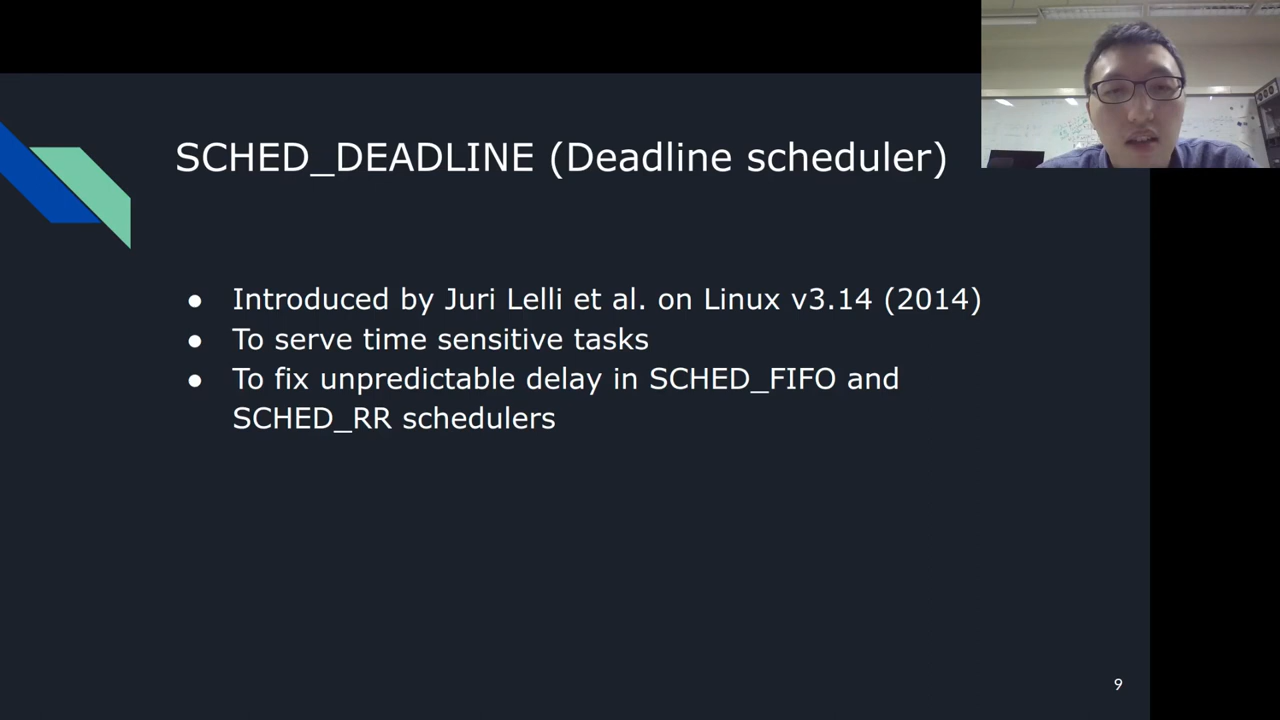 SCHED_DEADLINE (Deadline scheduler)
● Introduced by Juri Lelli et al. on Linux v3.14 (2014)
● To serve time sensitive tasks
● To fix unpredictable delay in SCHED_FIFO and
SCHED_RR schedulers
9